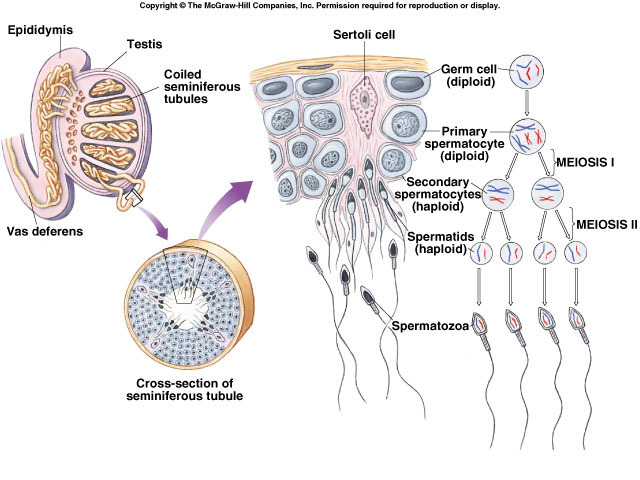 Copyright © The McGraw-Hill Companies, Inc. Permission required for reproduction or display.
Epididymis
Testis
Coiled
seminiferous
tubules
Vas deferens
Cross-section of
seminiferous tubule
Sertoli cell
Germ cell
(diploid)
Primary
spermatocyte
(diploid)
MEIOSIS I
Secondary
spermatocytes
(haploid)
MEIOSIS II
Spermatids
(haploid)
Spermatozoa